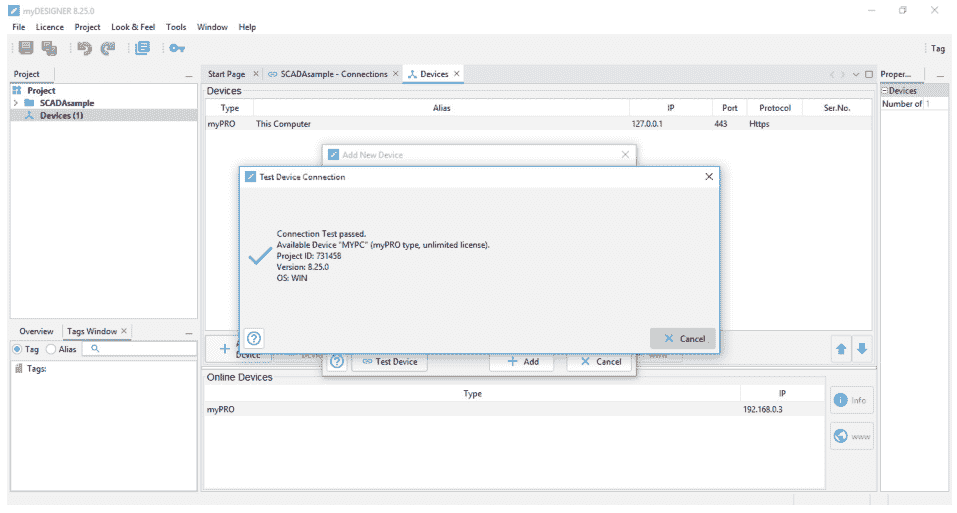 myDESIGNER 8.25.0
File Licence Project Look & Feel Tools Window Help
Tag
Project
Start Page SCADAsample - Connections Devices
Proper...
Project
SCADAsample
Devices (1)
Devices
Type Alias IP Port Protocol Ser.No.
myPRO This Computer 127.0.0.1 443 Https
Devices
Number of 1
Add New Device
Test Device Connection
Connection Test passed.
Available Device "MYPC" (myPRO type, unlimited license).
Project ID: 731458
Version: 8.25.0
OS: WIN
Cancel
Test Device Add Cancel
Overview Tags Window
Tag Alias
Tags:
Online Devices
Type IP
myPRO 192.168.0.3
Info
www